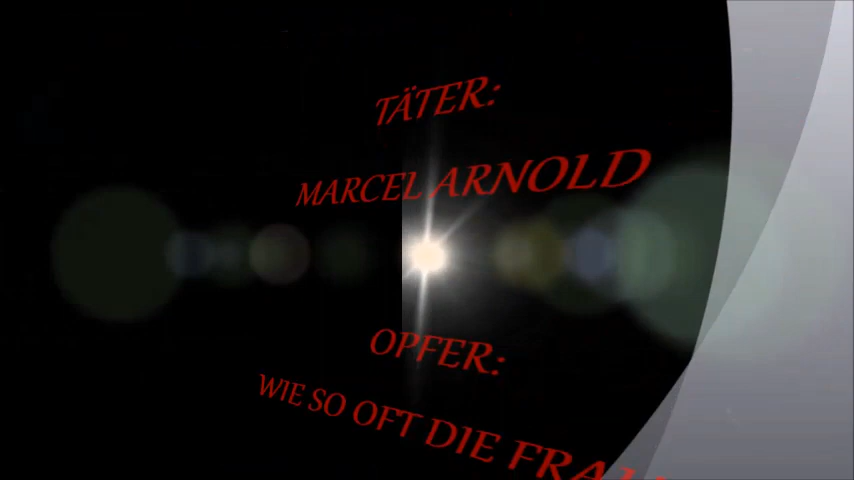 TÄTER:
MARCEL ARNOLD
OPFER:
WIE SO OFT DIE